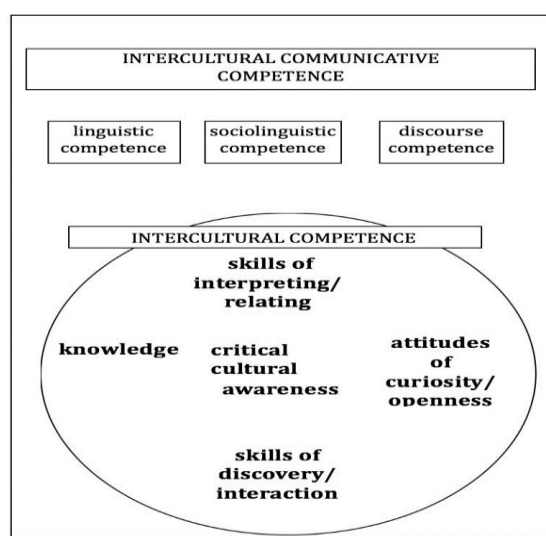 INTERCULTURAL COMMUNICATIVE
COMPETENCE
linguistic
competence
sociolinguistic
competence
discourse
competence
INTERCULTURAL COMPETENCE
skills of
interpreting/
relating
knowledge
critical
cultural
awareness
attitudes
of
curiosity/
openness
skills of
discovery/
interaction